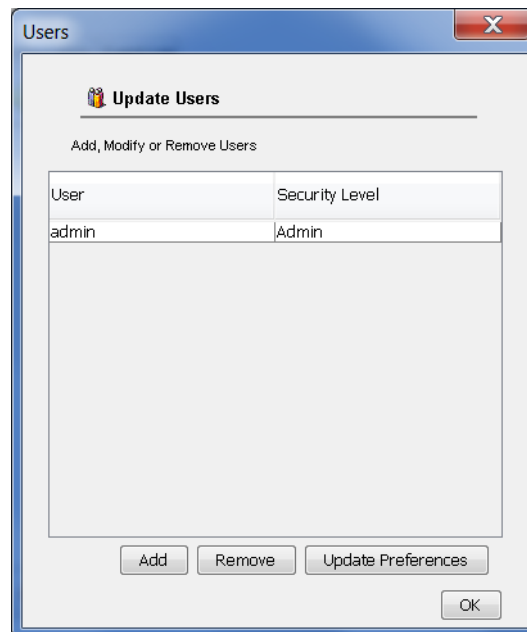 Users
X
Update Users
Add, Modify or Remove Users
User Security Level
admin Admin
Add Remove Update Preferences
OK